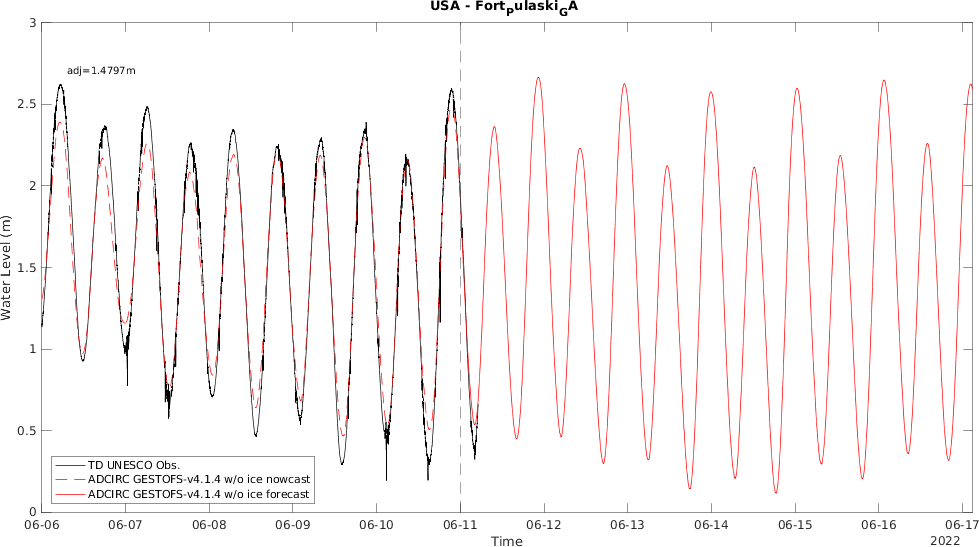 USA - Fort_Pulaski_GA
adj=1.4797m
3
2.5
2
1.5
1
0.5
0
Water Level (m)
TD UNESCO Obs.
ADCIRC GESTOFS-v4.1.4 w/o ice nowcast
ADCIRC GESTOFS-v4.1.4 w/o ice forecast
06-06 06-07 06-08 06-09 06-10 06-11 06-12 06-13 06-14 06-15 06-16 06-17
Time
2022